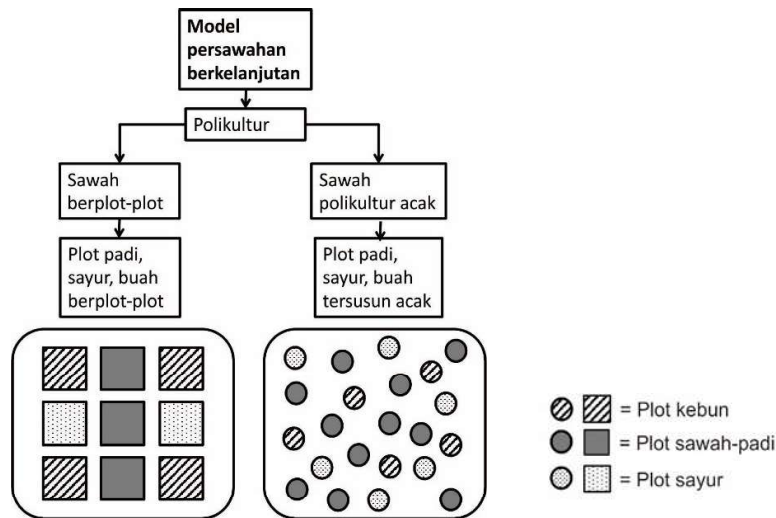 Model
persawahan
berkelanjutan
Polikultur
Sawah
berplot-plot
Sawah
polikultur acak
Plot padi,
sayur, buah
berplot-plot
Plot padi,
sayur, buah
tersusun acak
= Plot kebun
= Plot sawah-padi
= Plot sayur